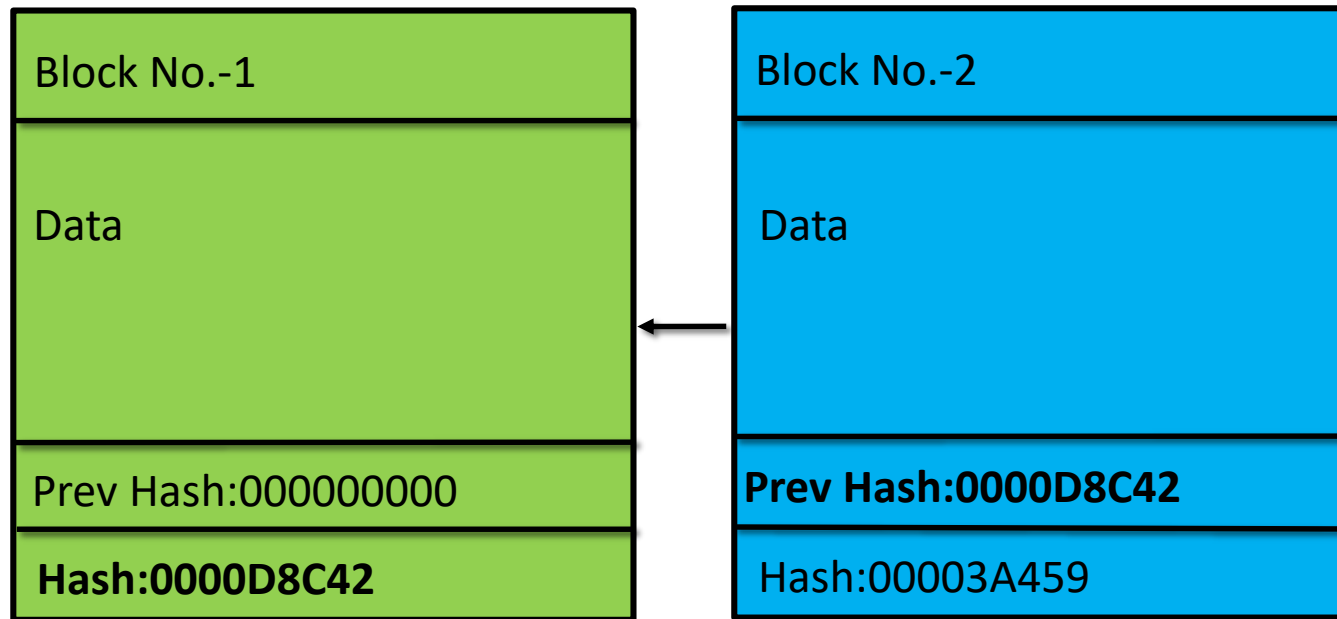 Block No.-1
Data
Prev Hash:000000000
Hash:0000D8C42
Block No.-2
Data
Prev Hash:0000D8C42
Hash:00003A459